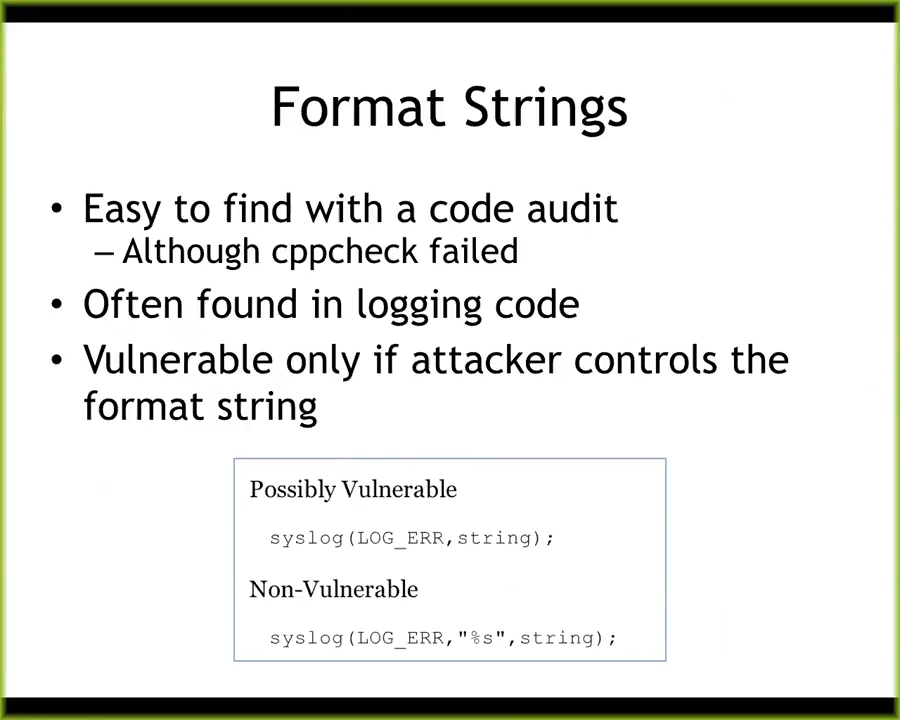 Format Strings
• Easy to find with a code audit
– Although cppcheck failed
• Often found in logging code
• Vulnerable only if attacker controls the
format string
Possibly Vulnerable
syslog(LOG_ERR,string);
Non-Vulnerable
syslog(LOG_ERR,"%s",string);